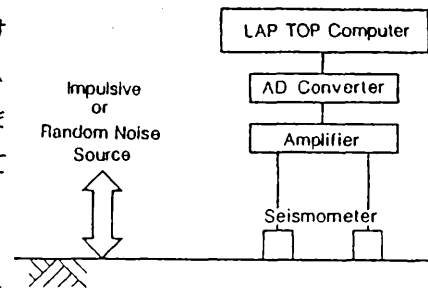 LAP TOP Computer
AD Converter
Amplifier
Impulsive
or
Random Noise
Source
Seismometer